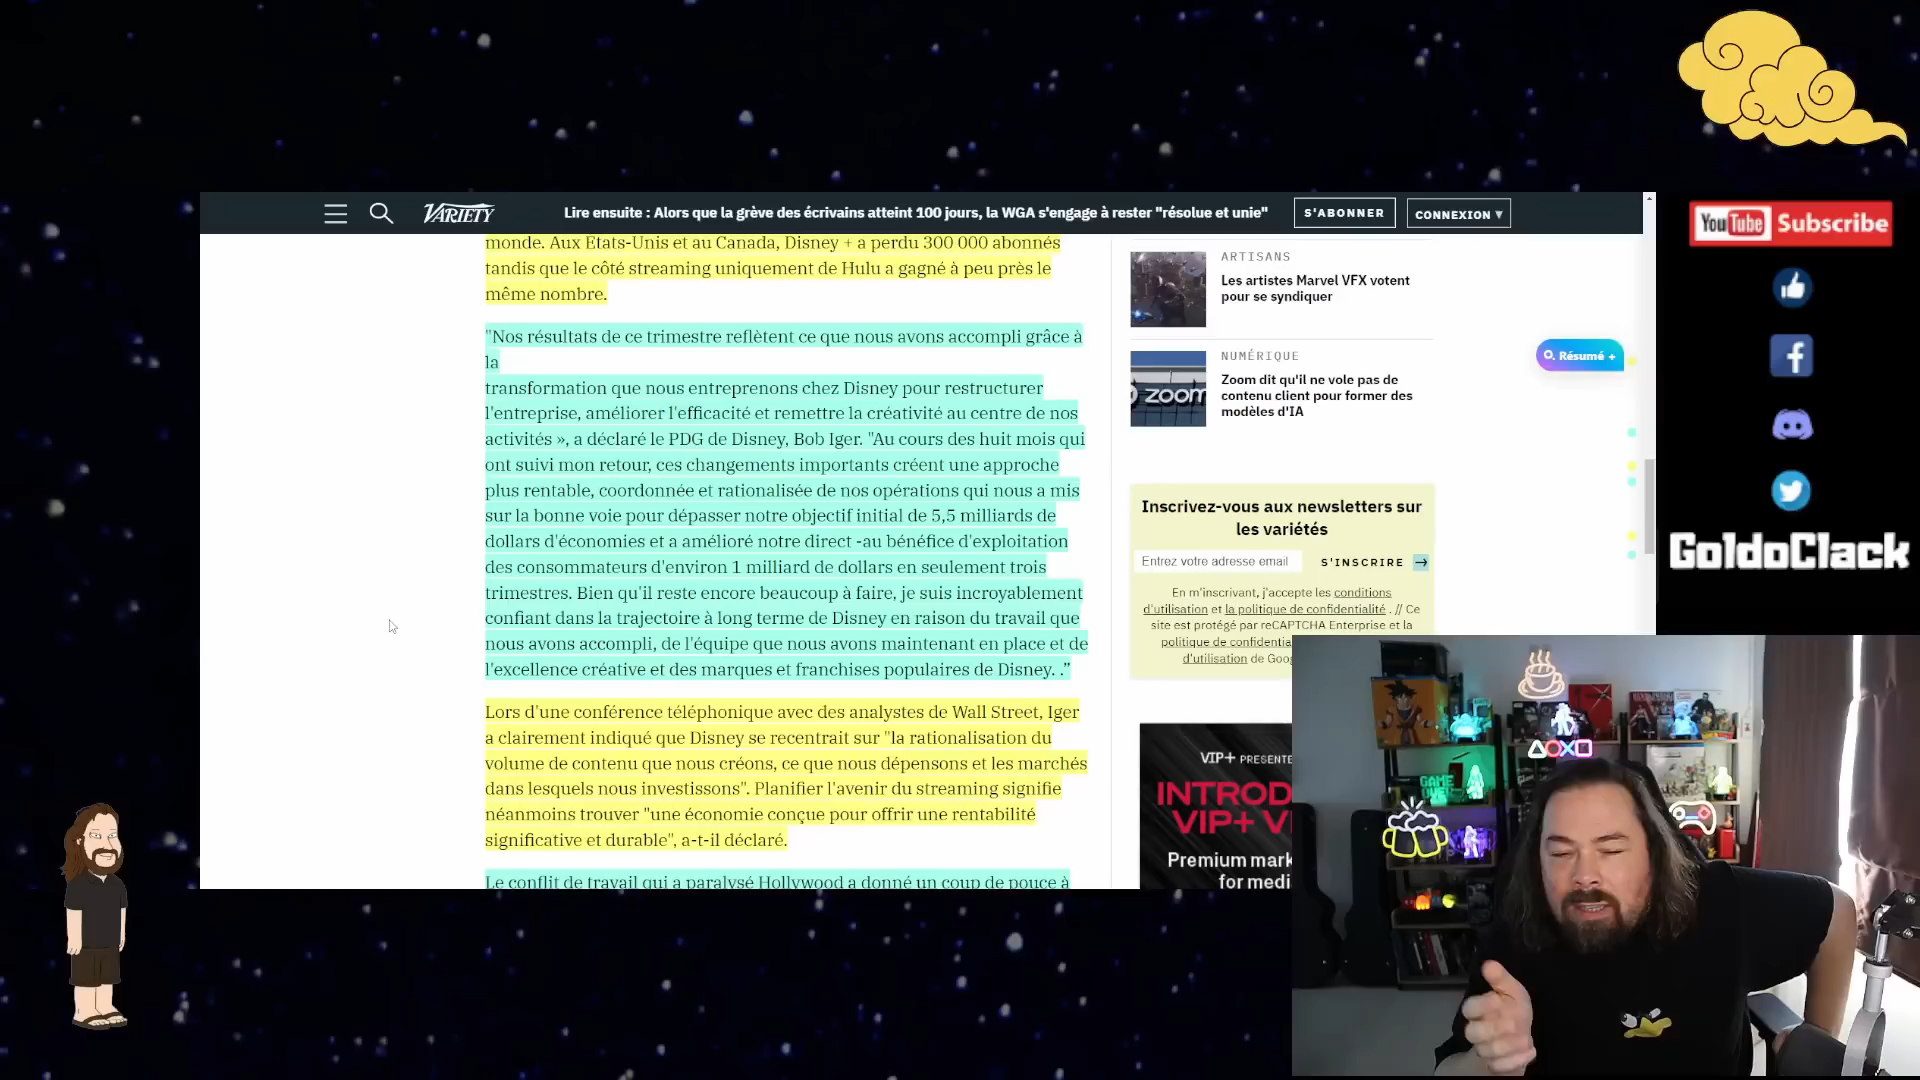 VARIETY
Lire ensuite : Alors que la grève des écrivains atteint 100 jours, la WGA s'engage à rester "résolue et unie"
S'ABONNER
CONNEXION ▾
monde. Aux États-Unis et au Canada, Disney + a perdu 300 000 abonnés
tandis que le côté streaming uniquement de Hulu a gagné à peu près le
même nombre.
"Nos résultats de ce trimestre reflètent ce que nous avons accompli grâce à
la
transformation que nous entreprenons chez Disney pour restructurer
l'entreprise, améliorer l'efficacité et remettre la créativité au centre de nos
activités », a déclaré le PDG de Disney, Bob Iger. "Au cours des huit mois qui
ont suivi mon retour, ces changements importants créent une approche
plus rentable, coordonnée et rationalisée de nos opérations qui nous a mis
sur la bonne voie pour dépasser notre objectif initial de 5,5 milliards de
dollars d'économies et a amélioré notre direct -au bénéfice d'exploitation
des consommateurs d'environ 1 milliard de dollars en seulement trois
trimestres. Bien qu'il reste encore beaucoup à faire, je suis incroyablement
confiant dans la trajectoire à long terme de Disney en raison du travail que
nous avons accompli, de l'équipe que nous avons maintenant en place et de
l'excellence créative et des marques et franchises populaires de Disney. .”
Lors d'une conférence téléphonique avec des analystes de Wall Street, Iger
a clairement indiqué que Disney se recentrait sur "la rationalisation du
volume de contenu que nous créons, ce que nous dépensons et les marchés
dans lesquels nous investissons". Planifier l'avenir du streaming signifie
néanmoins trouver "une économie conçue pour offrir une rentabilité
significative et durable", a-t-il déclaré.
Le conflit de travail qui a paralysé Hollywood a donné un coup de pouce à
ARTISANS
Les artistes Marvel VFX votent
pour se syndiquer
zoom
NUMÉRIQUE
Zoom dit qu'il ne vole pas de
contenu client pour former des
modèles d'IA
Résumé +
Inscrivez-vous aux newsletters sur
les variétés
Entrez votre adresse email
S'INSCRIRE →
En m'inscrivant, j'accepte les conditions
d'utilisation et la politique de confidentialité . // Ce
site est protégé par reCAPTCHA Enterprise et la
politique de confidenti
d'utilisation de Goog
VIP+ PRESENTE
INTROD
VIP+ V
Premium mark
for medi
YouTube Subscribe
GoldoClack
GAME